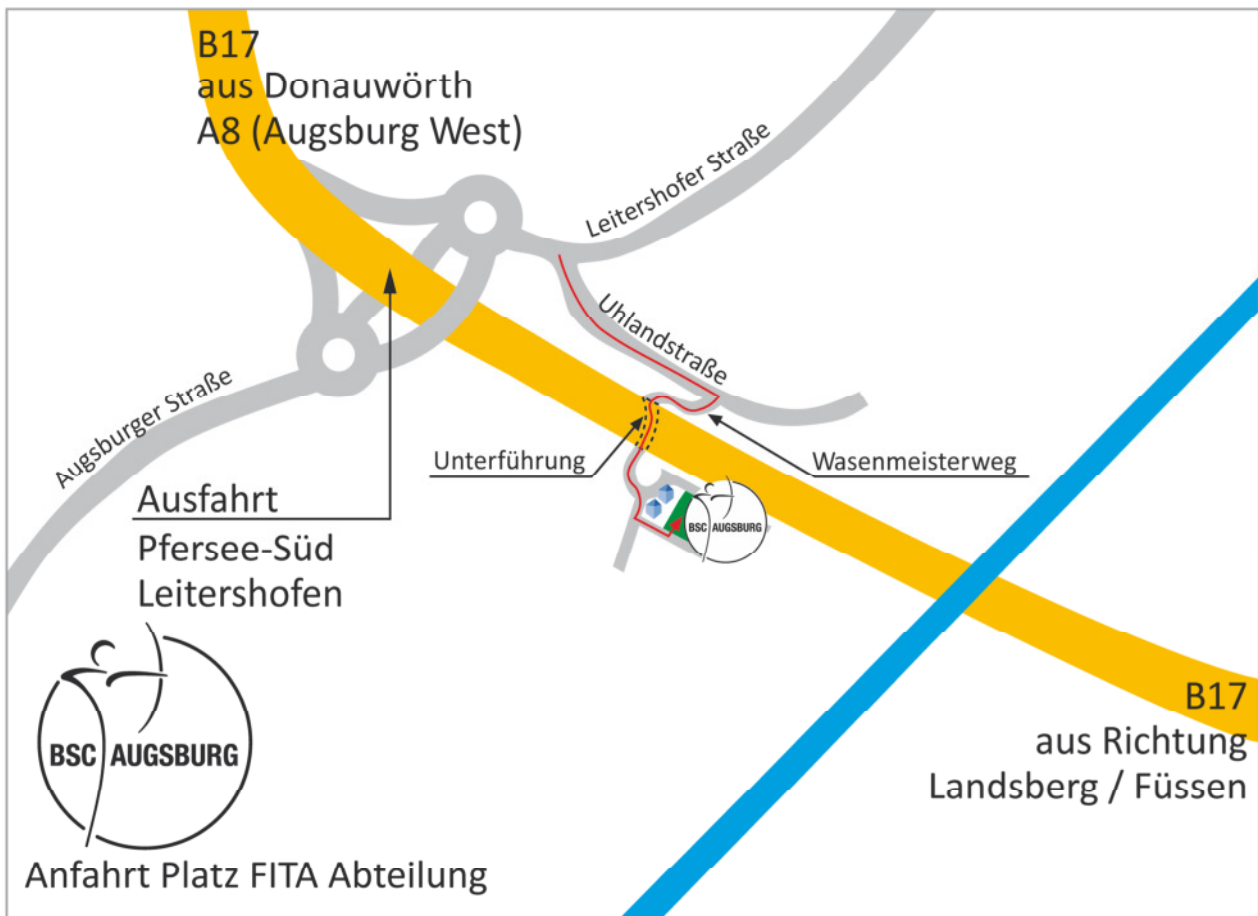 B17
aus Donauwörth
A8 (Augsburg West)
Leitershofer Straße
Uhlandstraße
Augsburger Straße
Unterführung
Wasenmeisterweg
Ausfahrt
Pfersee-Süd
Leitershofen
BSC AUGSBURG
BSC AUGSBURG
B17
aus Richtung
Landsberg / Füssen
Anfahrt Platz FITA Abteilung